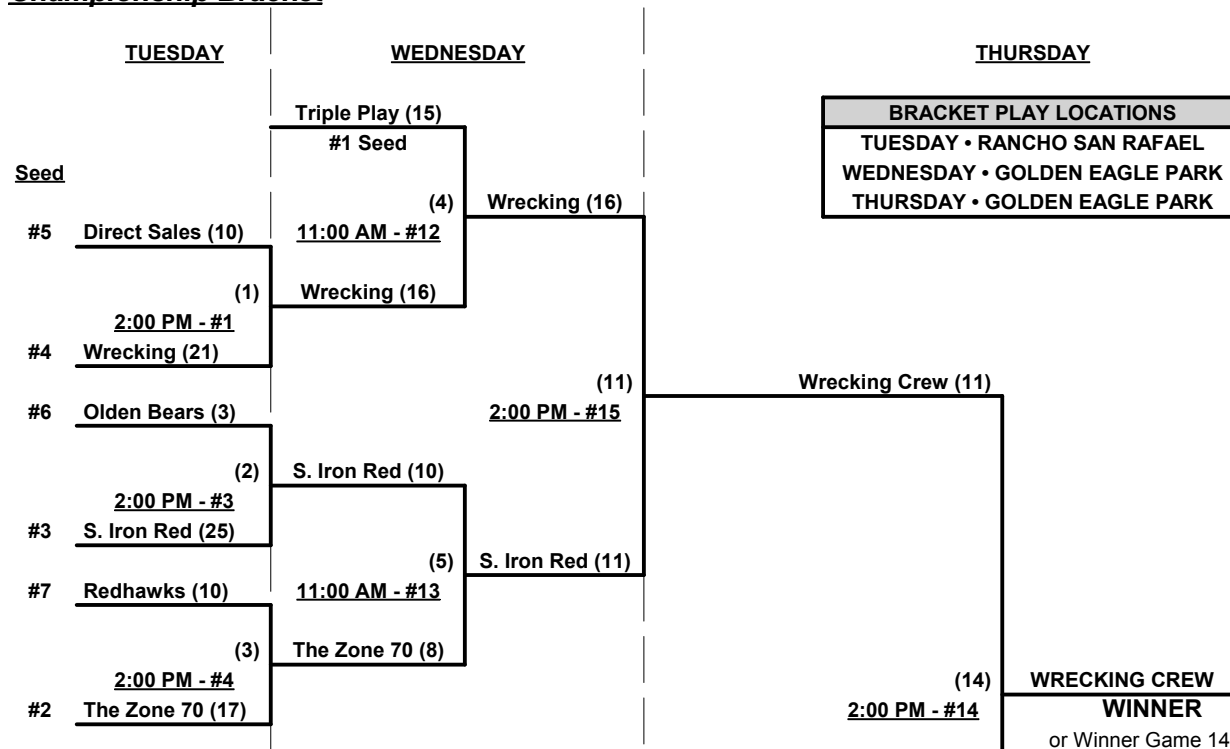 Championship Bracket
TUESDAY
WEDNESDAY
THURSDAY
Triple Play (15)
#1 Seed
BRACKET PLAY LOCATIONS
TUESDAY • RANCHO SAN RAFAEL
WEDNESDAY • GOLDEN EAGLE PARK
THURSDAY • GOLDEN EAGLE PARK
Seed
(4)
Wrecking (16)
#5 Direct Sales (10)
11:00 AM - #12
(1)
Wrecking (16)
2:00 PM - #1
#4 Wrecking (21)
(11)
Wrecking Crew (11)
#6 Olden Bears (3)
2:00 PM - #15
(2)
S. Iron Red (10)
2:00 PM - #3
#3 S. Iron Red (25)
(5)
S. Iron Red (11)
#7 Redhawks (10)
11:00 AM - #13
(3)
The Zone 70 (8)
2:00 PM - #4
(14)
WRECKING CREW
#2 The Zone 70 (17)
2:00 PM - #14
WINNER
or Winner Game 14